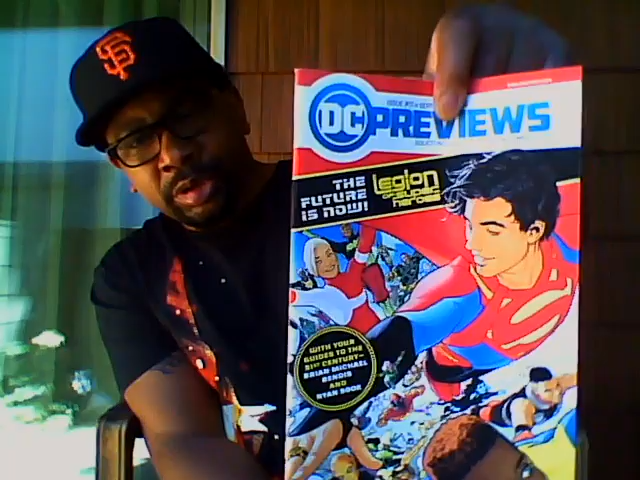 SF
DC
PREVIEWS
THE
FUTURE
IS NOW!
Legion
of super
heroes
WITH YOUR
GUIDES TO THE
31ST CENTURY—
BRIAN MICHAEL
BENDIS
AND
RYAN SOOK
S